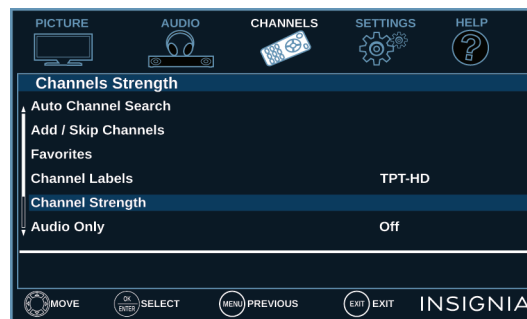 PICTURE AUDIO CHANNELS SETTINGS HELP
Channels Strength
Auto Channel Search
Add / Skip Channels
Favorites
Channel Labels TPT-HD
Channel Strength
Audio Only Off
MOVE OK ENTER SELECT MENU PREVIOUS EXIT EXIT INSIGNIA